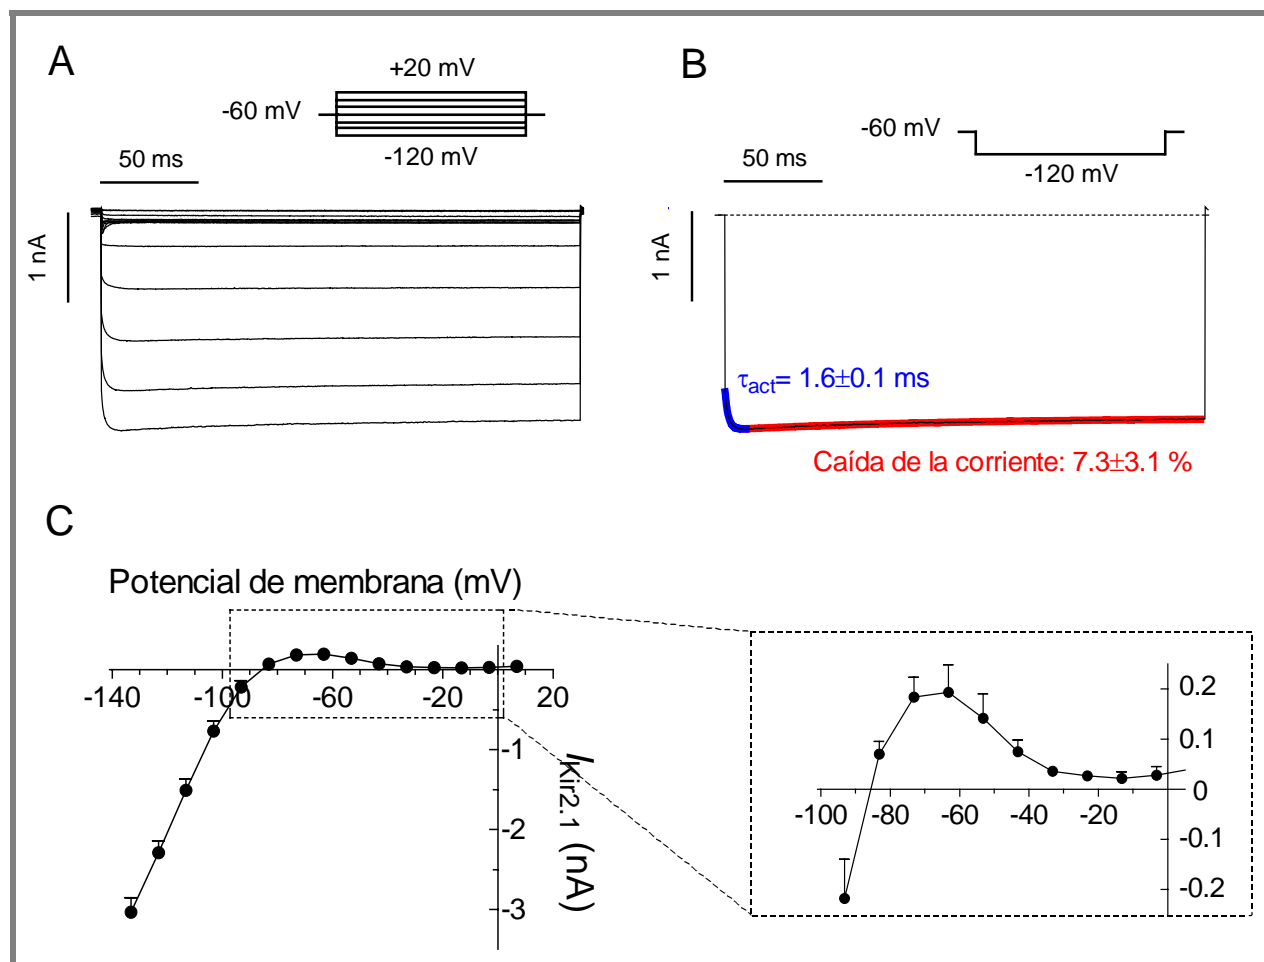 A
+20 mV
-60 mV
-120 mV
50 ms
1 nA
B
-60 mV
-120 mV
50 ms
1 nA
τact= 1.6±0.1 ms
Caída de la corriente: 7.3±3.1 %
C
Potencial de membrana (mV)
-140 -100 -60 -20 20
-1
-2
-3
IKir2.1 (nA)
0.2
0.1
0
-0.1
-0.2
-100 -80 -60 -40 -20